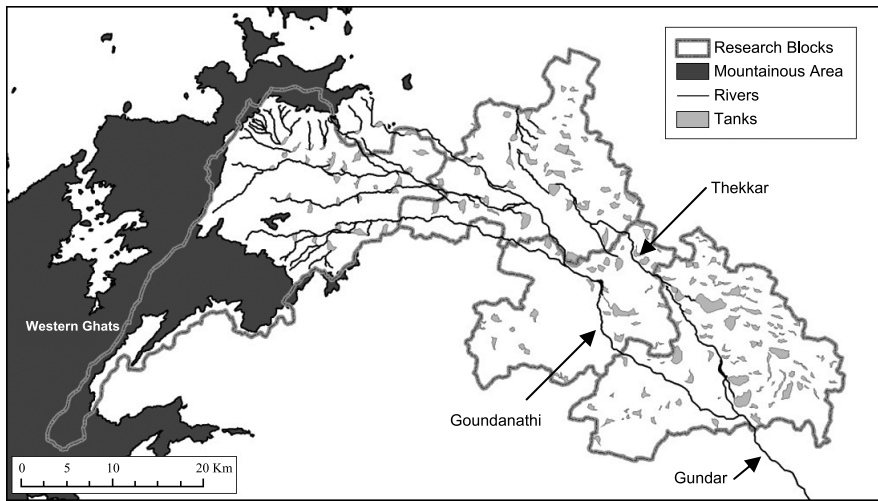 Research Blocks
Mountainous Area
Rivers
Tanks
Thekkar
Western Ghats
Goundanathi
Gundar
0 5 10 20 Km